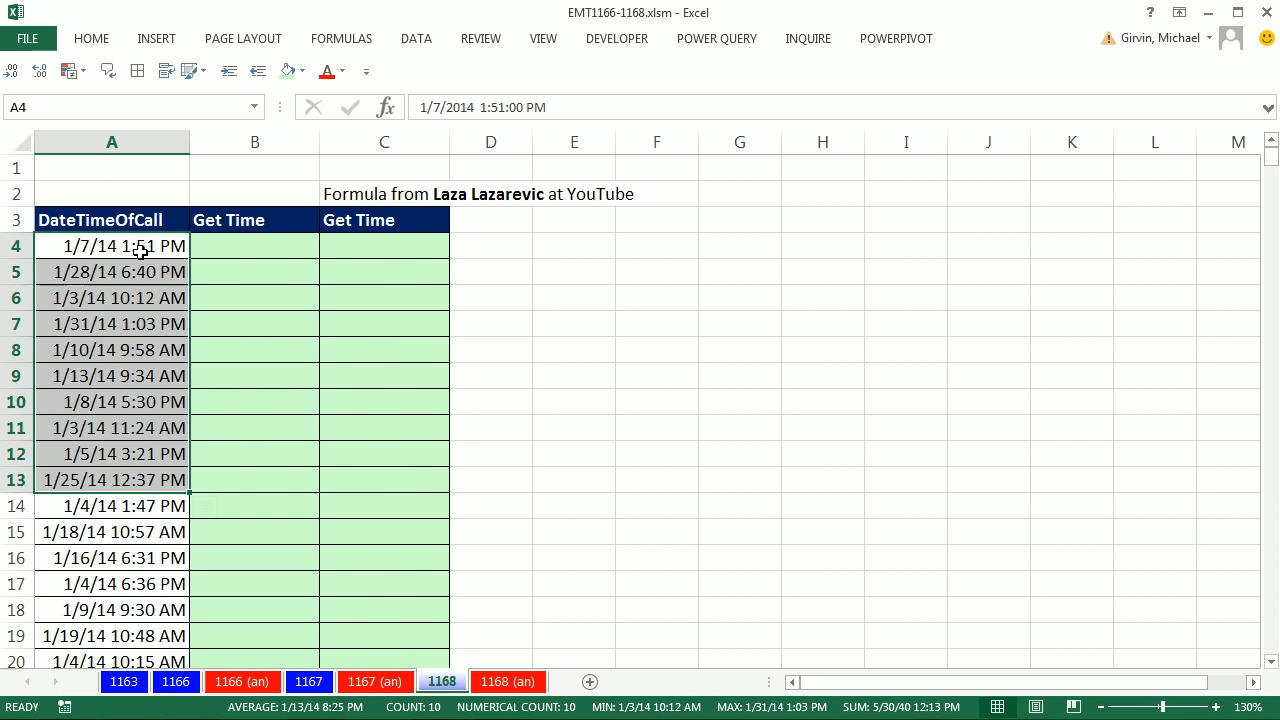 EMT1166-1168.xlsm - Excel
FILE HOME INSERT PAGE LAYOUT FORMULAS DATA REVIEW VIEW DEVELOPER POWER QUERY INQUIRE POWERPIVOT Girvin, Michael
A4 fx 1/7/2014 1:51:00 PM
A B C D E F G H I J K L M
1
2 Formula from Laza Lazarevic at YouTube
3 DateTimeOfCall Get Time Get Time
4 1/7/14 1:51 PM
5 1/28/14 6:40 PM
6 1/3/14 10:12 AM
7 1/31/14 1:03 PM
8 1/10/14 9:58 AM
9 1/13/14 9:34 AM
10 1/8/14 5:30 PM
11 1/3/14 11:24 AM
12 1/5/14 3:21 PM
13 1/25/14 12:37 PM
14 1/4/14 1:47 PM
15 1/18/14 10:57 AM
16 1/16/14 6:31 PM
17 1/4/14 6:36 PM
18 1/9/14 9:30 AM
19 1/19/14 10:48 AM
20 1/4/14 10:15 AM
1163 1166 1166 (an) 1167 1167 (an) 1168 1168 (an)
READY AVERAGE: 1/13/14 8:25 PM COUNT: 10 NUMERICAL COUNT: 10 MIN: 1/3/14 10:12 AM MAX: 1/31/14 1:03 PM SUM: 5/30/40 12:13 PM 130%